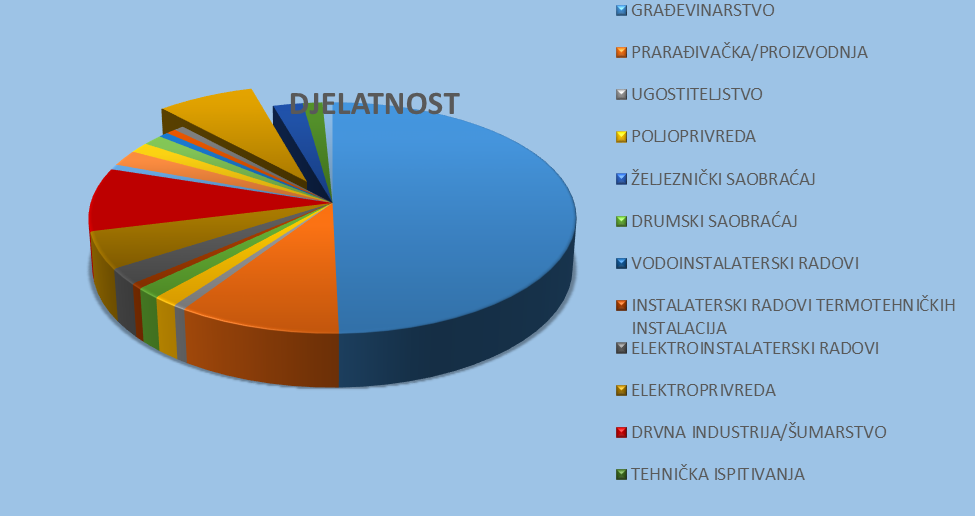 DJELATNOST
GRAĐEVINARSTVO
PRARAĐIVAČKA/PROIZVODNJA
UGOSTITELJSTVO
POLJOPRIVREDA
ŽELJEZNIČKI SAOBRAĆAJ
DRUMSKI SAOBRAĆAJ
VODOINSTALATERSKI RADOVI
INSTALATERSKI RADOVI TERMOTEHNIČKIH
INSTALACIJA
ELEKTROINSTALATERSKI RADOVI
ELEKTROPRIVREDA
DRVNA INDUSTRIJA/ŠUMARSTVO
TEHNIČKA ISPITIVANJA